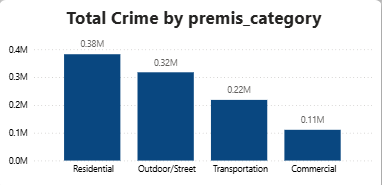 Total Crime by premis_category
0.4M
0.3M
0.2M
0.1M
0.0M
0.38M
0.32M
0.22M
0.11M
Residential
Outdoor/Street
Transportation
Commercial